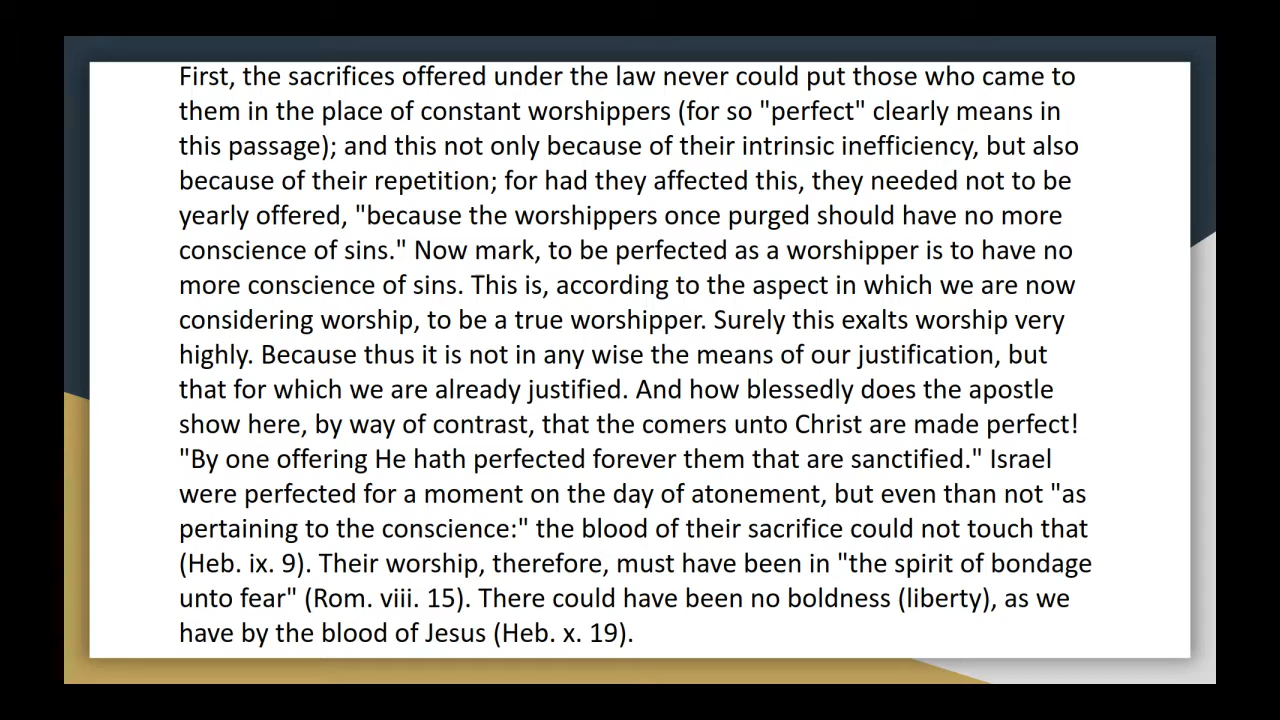 First, the sacrifices offered under the law never could put those who came to
them in the place of constant worshippers (for so "perfect" clearly means in
this passage); and this not only because of their intrinsic inefficiency, but also
because of their repetition; for had they affected this, they needed not to be
yearly offered, "because the worshippers once purged should have no more
conscience of sins." Now mark, to be perfected as a worshipper is to have no
more conscience of sins. This is, according to the aspect in which we are now
considering worship, to be a true worshipper. Surely this exalts worship very
highly. Because thus it is not in any wise the means of our justification, but
that for which we are already justified. And how blessedly does the apostle
show here, by way of contrast, that the comers unto Christ are made perfect!
"By one offering He hath perfected forever them that are sanctified." Israel
were perfected for a moment on the day of atonement, but even than not "as
pertaining to the conscience:" the blood of their sacrifice could not touch that
(Heb. ix. 9). Their worship, therefore, must have been in "the spirit of bondage
unto fear" (Rom. viii. 15). There could have been no boldness (liberty), as we
have by the blood of Jesus (Heb. x. 19).